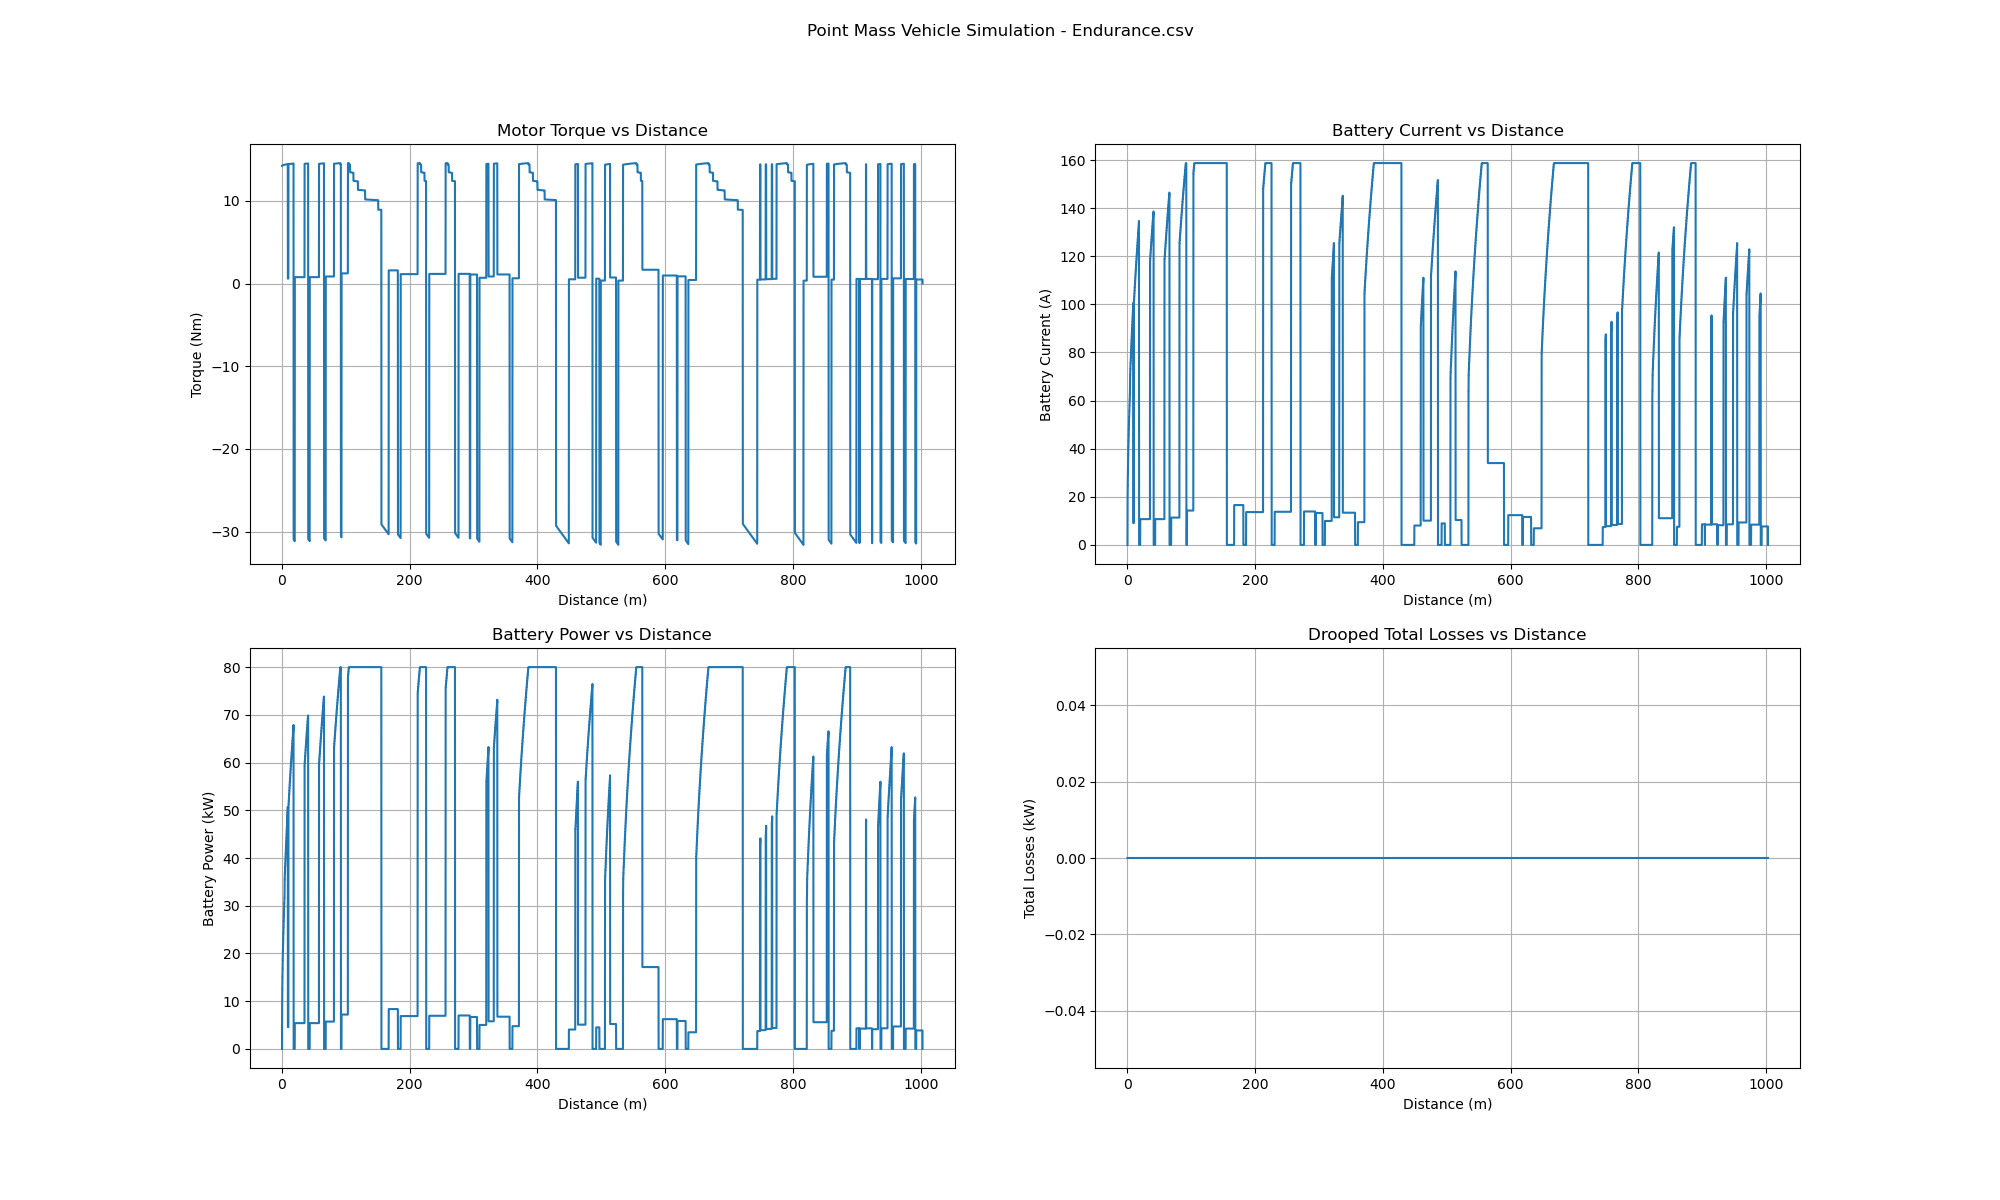 Point Mass Vehicle Simulation - Endurance.csv
Motor Torque vs Distance
Torque (Nm)
10
0
−10
−20
−30
0 200 400 600 800 1000
Distance (m)
Battery Current vs Distance
Battery Current (A)
160
140
120
100
80
60
40
20
0
0 200 400 600 800 1000
Distance (m)
Battery Power vs Distance
Battery Power (kW)
80
70
60
50
40
30
20
10
0
0 200 400 600 800 1000
Distance (m)
Drooped Total Losses vs Distance
Total Losses (kW)
0.04
0.02
0.00
−0.02
−0.04
0 200 400 600 800 1000
Distance (m)